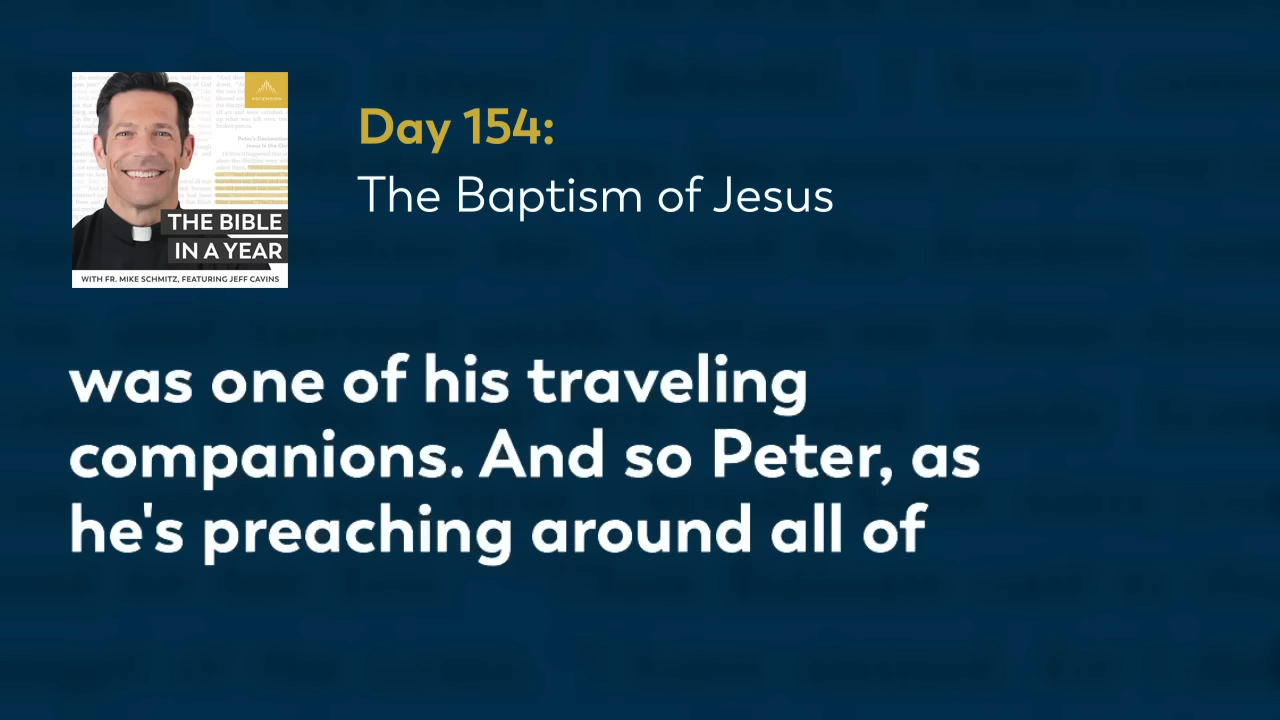 ASCENSION
THE BIBLE
IN A YEAR
WITH FR. MIKE SCHMITZ, FEATURING JEFF CAVINS
Day 154:
The Baptism of Jesus
was one of his traveling
companions. And so Peter, as
he's preaching around all of